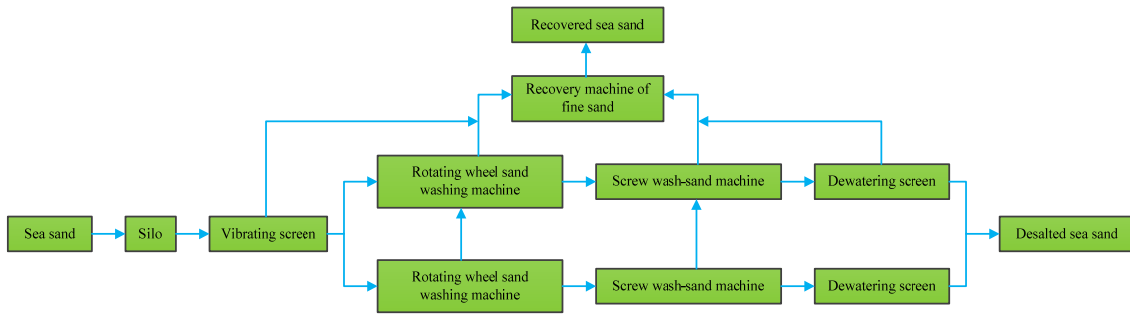 Recovered sea sand
Recovery machine of
fine sand
Rotating wheel sand
washing machine
Screw wash-sand machine
Dewatering screen
Sea sand
Silo
Vibrating screen
Desalted sea sand
Rotating wheel sand
washing machine
Screw wash-sand machine
Dewatering screen